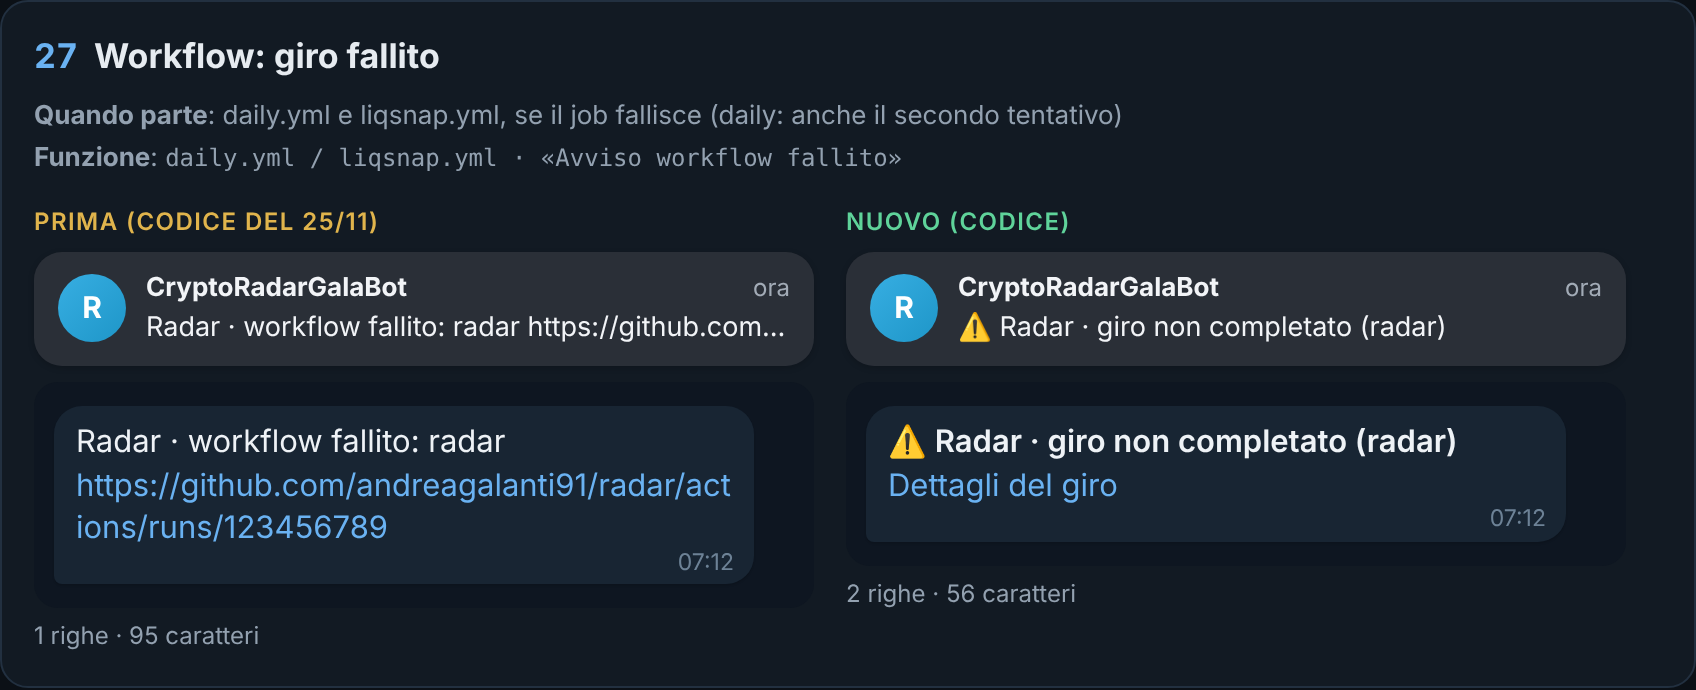 27 Workflow: giro fallito
Quando parte: daily.yml e liqsnap.yml, se il job fallisce (daily: anche il secondo tentativo)
Funzione: daily.yml / liqsnap.yml · «Avviso workflow fallito»
PRIMA (CODICE DEL 25/11)
R
CryptoRadarGalaBot
ora
Radar · workflow fallito: radar https://github.com...
Radar · workflow fallito: radar
https://github.com/andreagalanti91/radar/act
ions/runs/123456789
07:12
1 righe · 95 caratteri
NUOVO (CODICE)
R
CryptoRadarGalaBot
ora
⚠️ Radar · giro non completato (radar)
⚠️ Radar · giro non completato (radar)
Dettagli del giro
07:12
2 righe · 56 caratteri